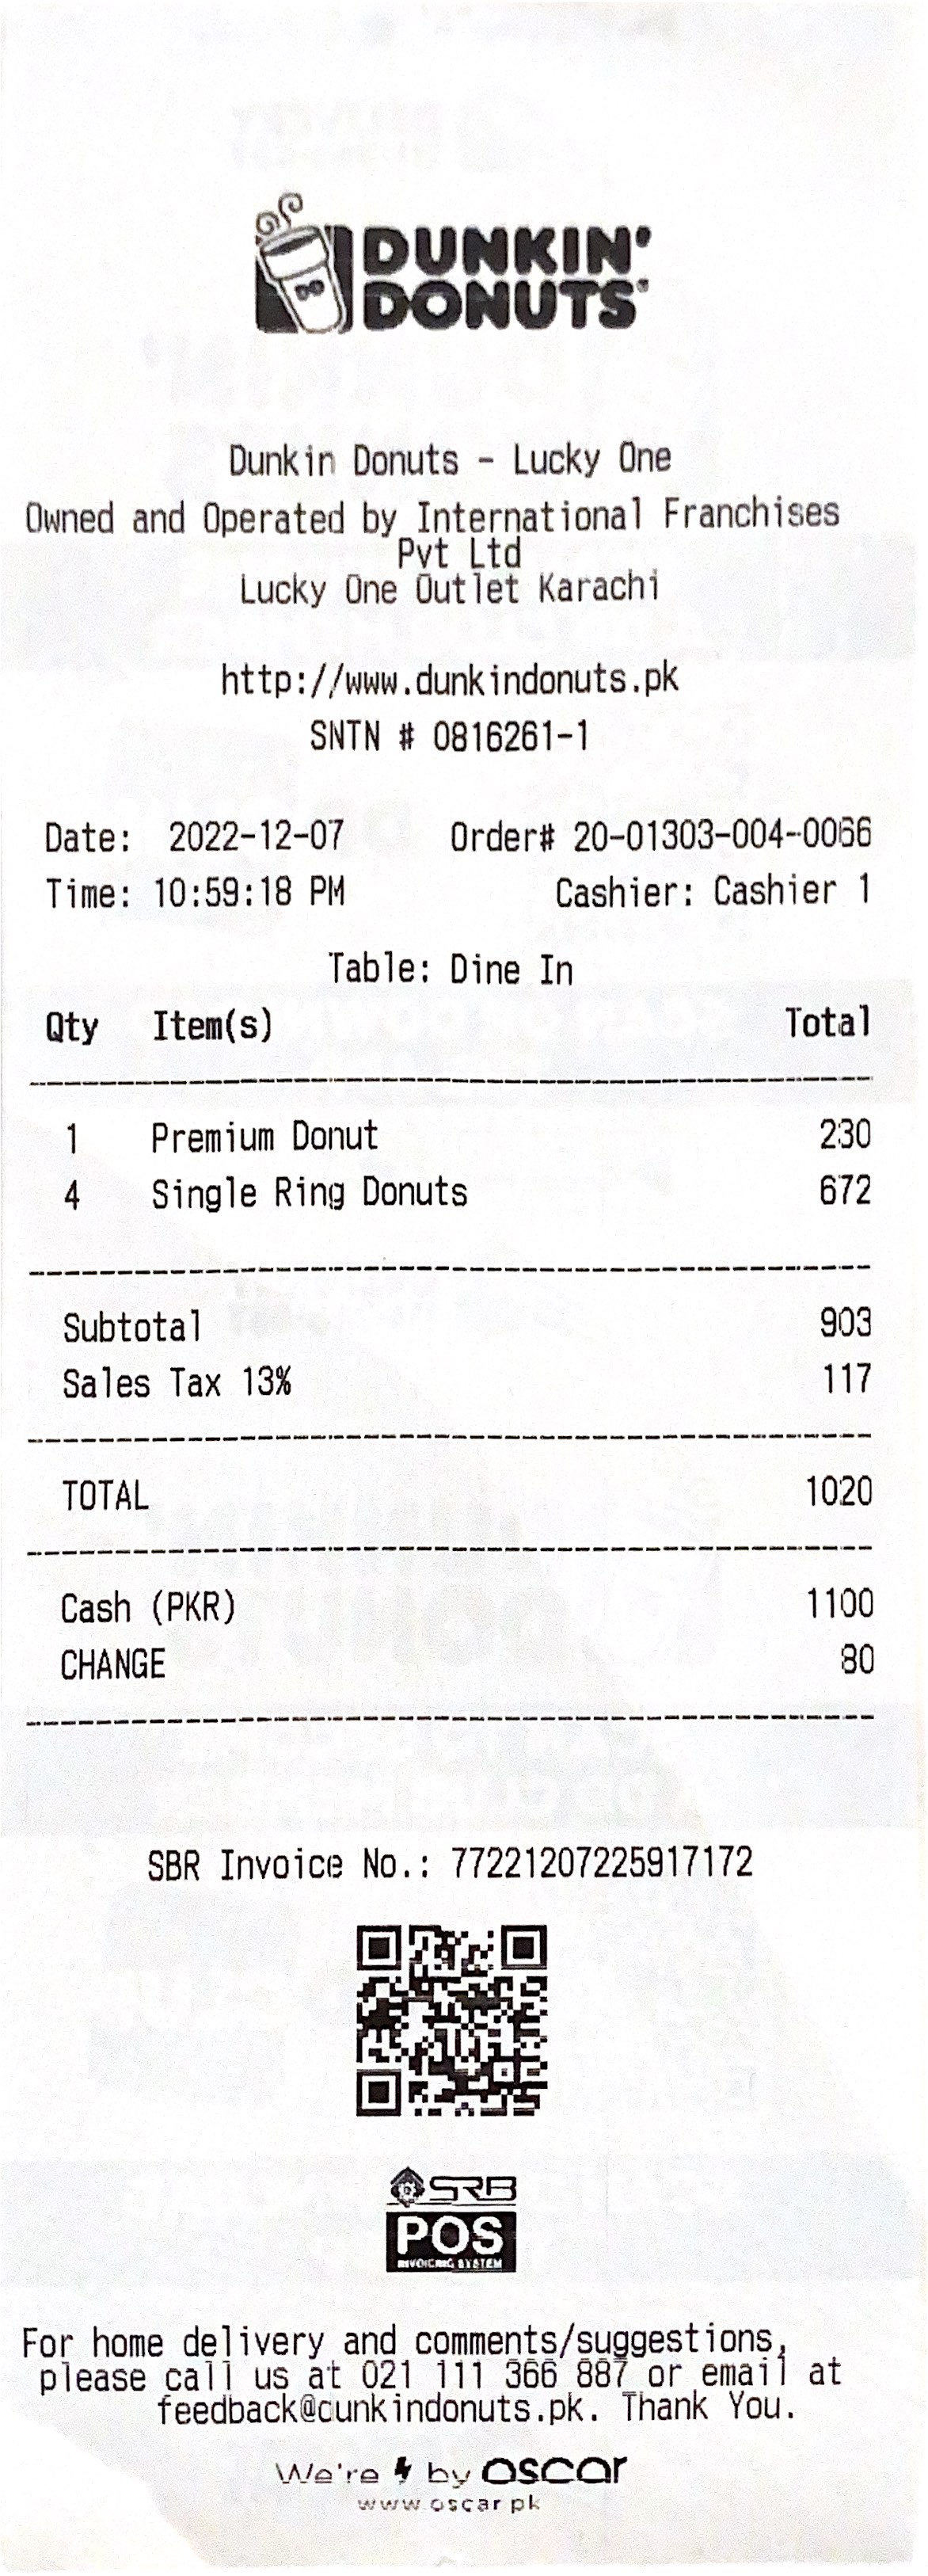 DUNKIN'
DONUTS
Dunkin Donuts - Lucky One
Owned and Operated by International Franchises
Pvt Ltd
Lucky One Outlet Karachi
http://www.dunkindonuts.pk
SNTN # 0816261-1
Date: 2022-12-07 Order# 20-01303-004-0066
Time: 10:59:18 PM Cashier: Cashier 1
Table: Dine In
Qty Item(s) Total
1 Premium Donut 230
4 Single Ring Donuts 672
Subtotal 903
Sales Tax 13% 117
TOTAL 1020
Cash (PKR) 1100
CHANGE 80
SBR Invoice No.: 77221207225917172
SRB
POS
INVOICING SYSTEM
For home delivery and comments/suggestions,
please call us at 021 111 366 887 or email at
feedback@dunkindonuts.pk. Thank You.
We're by oscar
www.oscar.pk